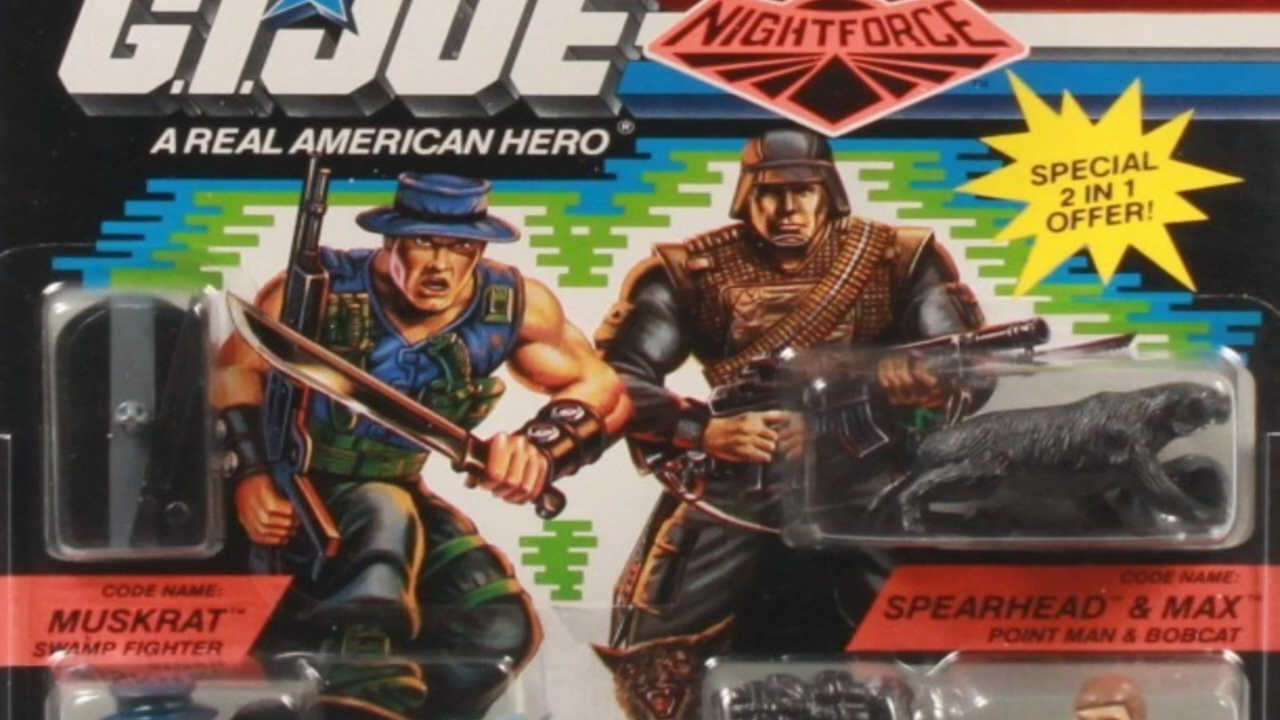 G.I.JOE
NIGHTFORCE
A REAL AMERICAN HERO®
SPECIAL
2 IN 1
OFFER!
CODE NAME:
MUSKRAT™
SWAMP FIGHTER
CODE NAME:
SPEARHEAD™ & MAX™
POINT MAN & BOBCAT